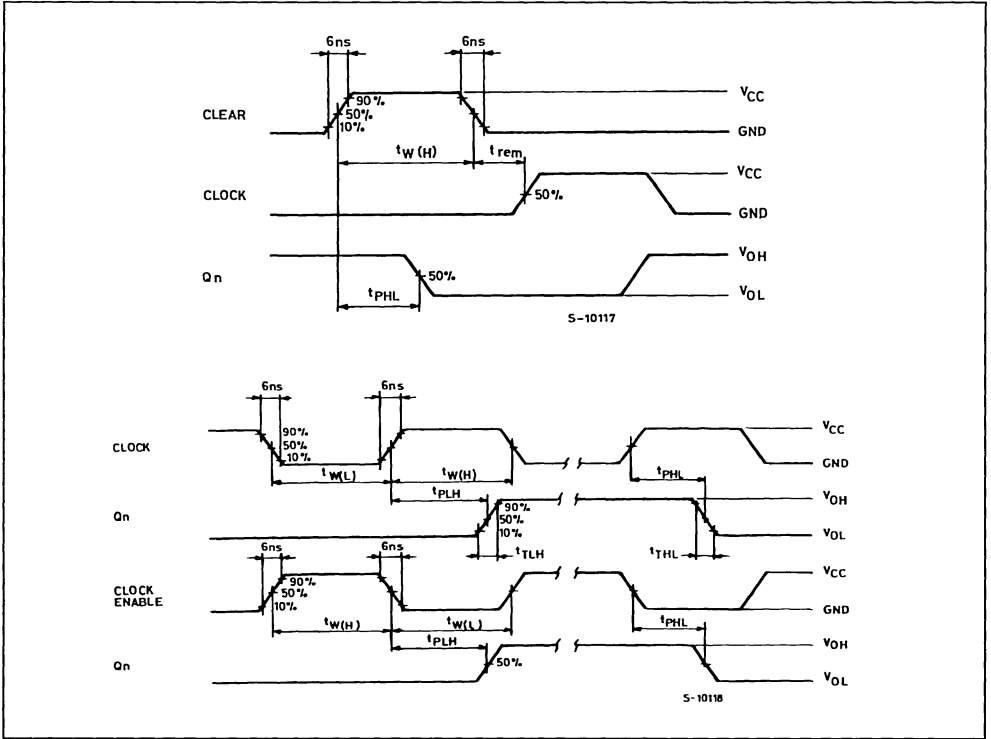 6ns 6ns
VCC
90%
CLEAR 50%
10% GND
tW(H) trem
VCC
CLOCK 50%
GND
VOH
Qn 50%
tPHL VOL
S-10117
6ns 6ns
90% VCC
CLOCK 50%
10% GND
tW(L) tW(H) tPHL
tPLH VOH
90%
Qn 50%
10% VOL
6ns 6ns tTLH tTHL
VCC
90%
CLOCK 50%
ENABLE 10% GND
tW(H) tW(L) tPHL
tPLH VOH
Qn 50%
VOL
S-10118